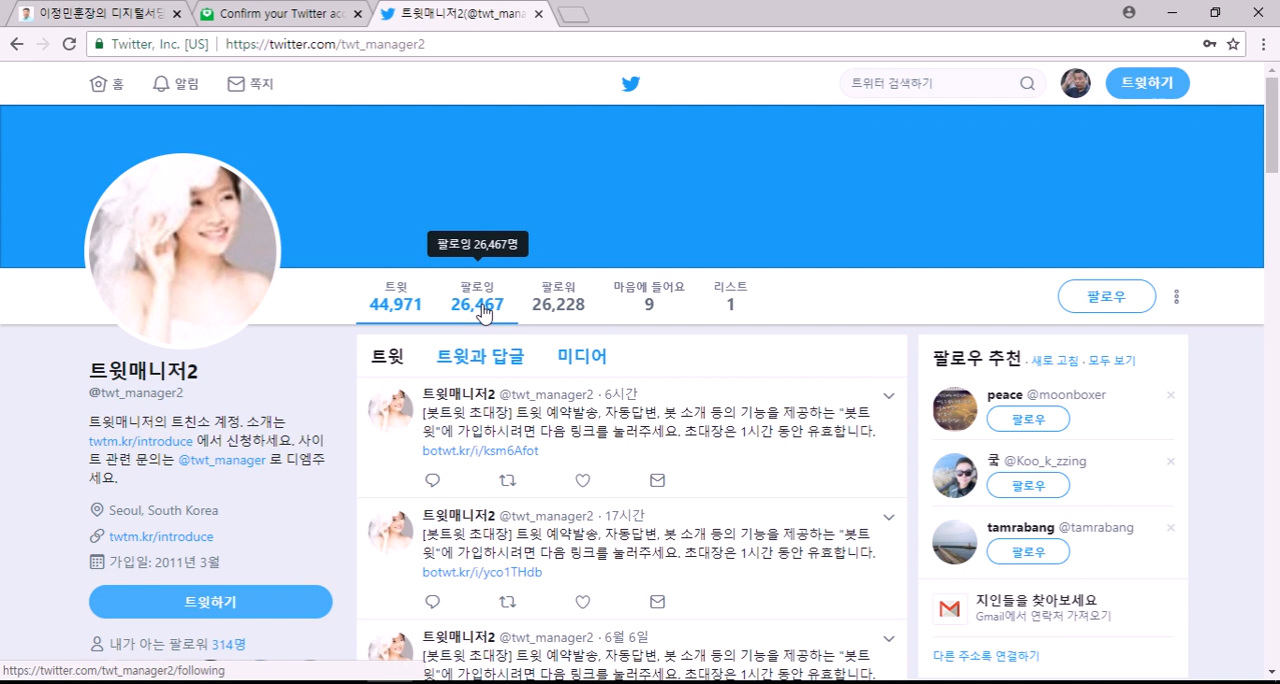 이정민훈장의 디지털서당
Confirm your Twitter acc
트윗매니저2(@twt_mana
Twitter, Inc. [US]
https://twitter.com/twt_manager2
홈
알림
쪽지
트위터 검색하기
트윗하기
팔로잉 26,467명
트윗
44,971
팔로잉
26,467
팔로워
26,228
마음에 들어요
9
리스트
1
팔로우
트윗매니저2
@twt_manager2
트윗매니저의 트친소 계정. 소개는
twtm.kr/introduce 에서 신청하세요. 사이
트 관련 문의는 @twt_manager 로 디엠주
세요.
Seoul, South Korea
twtm.kr/introduce
가입일: 2011년 3월
트윗하기
내가 아는 팔로워 314명
https://twitter.com/twt_manager2/following
트윗
트윗과 답글
미디어
트윗매니저2 @twt_manager2 · 6시간
[봇트윗 초대장] 트윗 예약발송, 자동답변, 봇 소개 등의 기능을 제공하는 "봇트
윗"에 가입하시려면 다음 링크를 눌러주세요. 초대장은 1시간 동안 유효합니다.
botwt.kr/i/ksm6Afot
트윗매니저2 @twt_manager2 · 17시간
[봇트윗 초대장] 트윗 예약발송, 자동답변, 봇 소개 등의 기능을 제공하는 "봇트
윗"에 가입하시려면 다음 링크를 눌러주세요. 초대장은 1시간 동안 유효합니다.
botwt.kr/i/yco1THdb
트윗매니저2 @twt_manager2 · 6월 6일
[봇트윗 초대장] 트윗 예약발송, 자동답변, 봇 소개 등의 기능을 제공하는 "봇트
윗"에 가입하시려면 다음 링크를 눌러주세요. 초대장은 1시간 동안 유효합니다.
팔로우 추천 · 새로 고침 · 모두 보기
peace @moonboxer
팔로우
쿸 @Koo_k_zzing
팔로우
tamrabang @tamrabang
팔로우
지인들을 찾아보세요
Gmail에서 연락처 가져오기
다른 주소록 연결하기